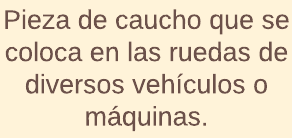 Pieza de caucho que se
coloca en las ruedas de
diversos vehículos o
máquinas.